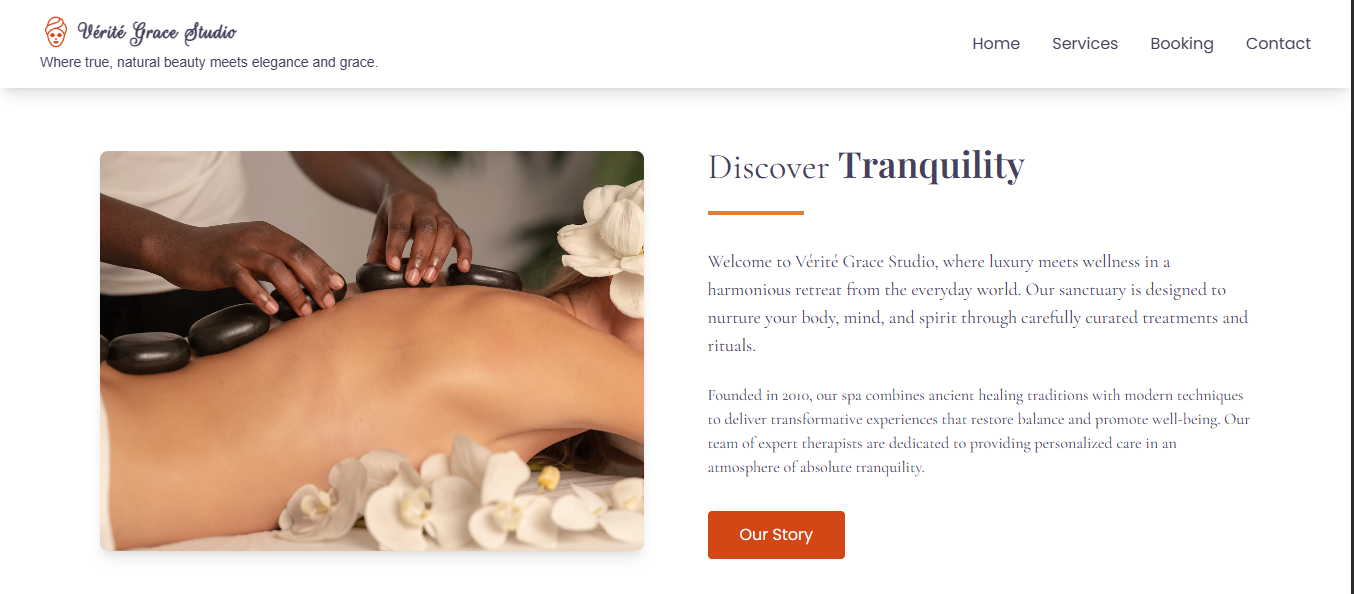 Vérité Grace Studio
Where true, natural beauty meets elegance and grace.
Home Services Booking Contact
Discover Tranquility
Welcome to Vérité Grace Studio, where luxury meets wellness in a
harmonious retreat from the everyday world. Our sanctuary is designed to
nurture your body, mind, and spirit through carefully curated treatments and
rituals.
Founded in 2010, our spa combines ancient healing traditions with modern techniques
to deliver transformative experiences that restore balance and promote well-being. Our
team of expert therapists are dedicated to providing personalized care in an
atmosphere of absolute tranquility.
Our Story